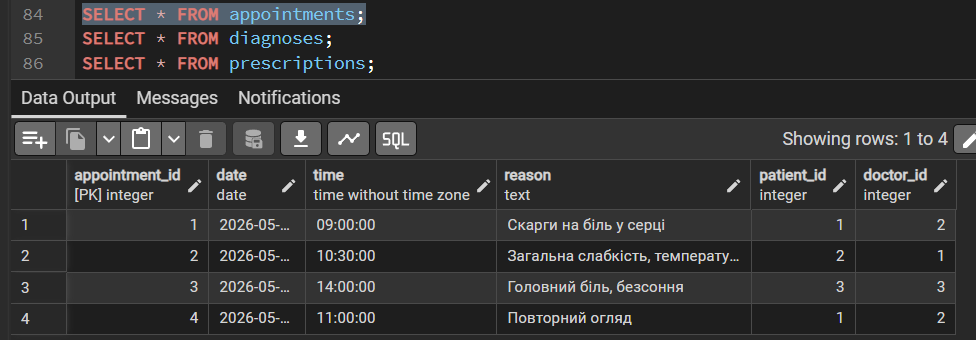 84 SELECT * FROM appointments;
85 SELECT * FROM diagnoses;
86 SELECT * FROM prescriptions;
Data Output Messages Notifications
SQL Showing rows: 1 to 4
appointment_id date time reason patient_id doctor_id
[PK] integer date time without time zone text integer integer
1 1 2026-05-... 09:00:00 Скарги на біль у серці 1 2
2 2 2026-05-... 10:30:00 Загальна слабкість, температу... 2 1
3 3 2026-05-... 14:00:00 Головний біль, безсоння 3 3
4 4 2026-05-... 11:00:00 Повторний огляд 1 2